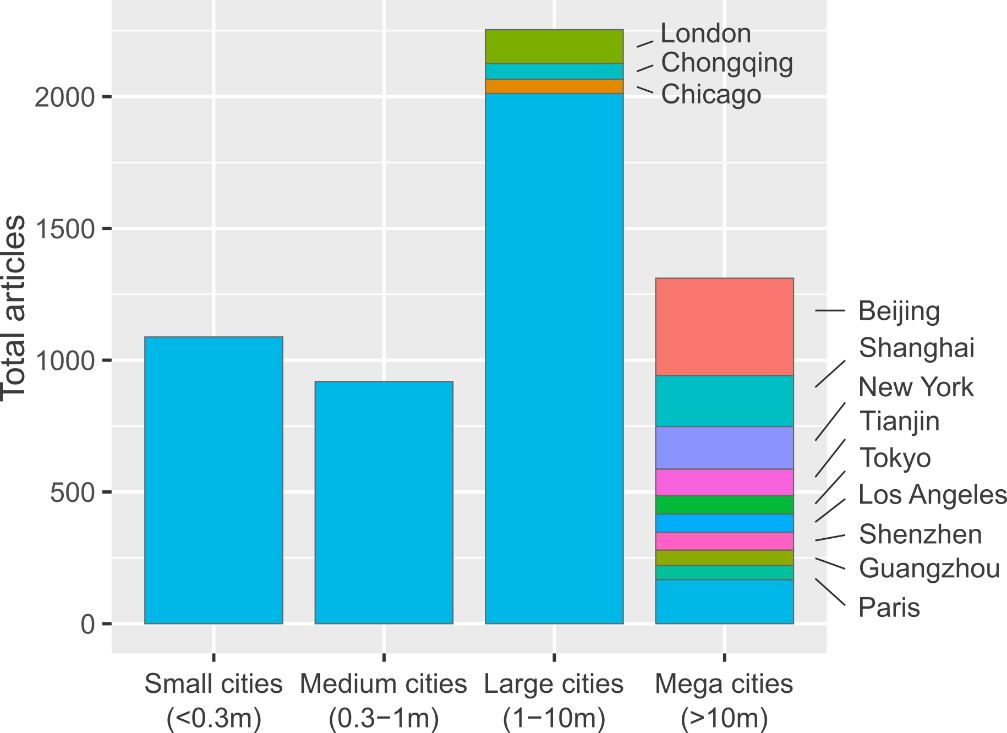 London
Chongqing
Chicago
2000
1500
1000
500
0
Total articles
Beijing
Shanghai
New York
Tianjin
Tokyo
Los Angeles
Shenzhen
Guangzhou
Paris
Small cities
(<0.3m)
Medium cities
(0.3−1m)
Large cities
(1−10m)
Mega cities
(>10m)